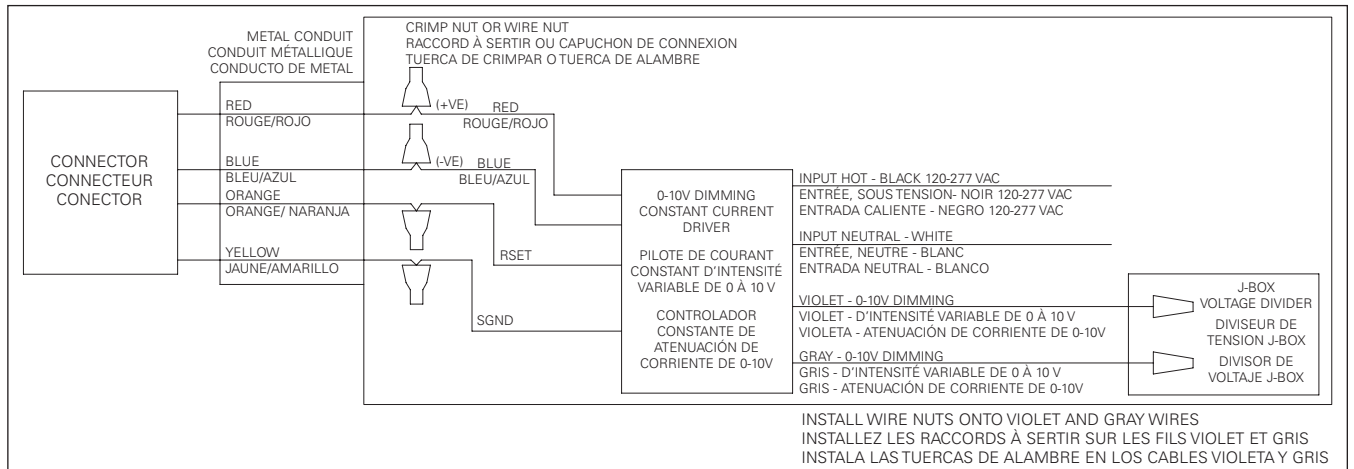 METAL CONDUIT
CONDUIT MÉTALLIQUE
CONDUCTO DE METAL
CRIMP NUT OR WIRE NUT
RACCORD À SERTIR OU CAPUCHON DE CONNEXION
TUERCA DE CRIMPAR O TUERCA DE ALAMBRE
CONNECTOR
CONNECTEUR
CONECTOR
RED
ROUGE/ROJO
BLUE
BLEU/AZUL
ORANGE
ORANGE/ NARANJA
YELLOW
JAUNE/AMARILLO
(+VE) RED
ROUGE/ROJO
(-VE) BLUE
BLEU/AZUL
RSET
SGND
0-10V DIMMING
CONSTANT CURRENT
DRIVER
PILOTE DE COURANT
CONSTANT D'INTENSITÉ
VARIABLE DE 0 À 10 V
CONTROLADOR
CONSTANTE DE
ATENUACIÓN DE
CORRIENTE DE 0-10V
INPUT HOT - BLACK 120-277 VAC
ENTRÉE, SOUS TENSION- NOIR 120-277 VAC
ENTRADA CALIENTE - NEGRO 120-277 VAC
INPUT NEUTRAL - WHITE
ENTRÉE, NEUTRE - BLANC
ENTRADA NEUTRAL - BLANCO
VIOLET - 0-10V DIMMING
VIOLET - D'INTENSITÉ VARIABLE DE 0 À 10 V
VIOLETA - ATENUACIÓN DE CORRIENTE DE 0-10V
GRAY - 0-10V DIMMING
GRIS - D'INTENSITÉ VARIABLE DE 0 À 10 V
GRIS - ATENUACIÓN DE CORRIENTE DE 0-10V
J-BOX
VOLTAGE DIVIDER
DIVISEUR DE
TENSION J-BOX
DIVISOR DE
VOLTAJE J-BOX
INSTALL WIRE NUTS ONTO VIOLET AND GRAY WIRES
INSTALLEZ LES RACCORDS À SERTIR SUR LES FILS VIOLET ET GRIS
INSTALA LAS TUERCAS DE ALAMBRE EN LOS CABLES VIOLETA Y GRIS